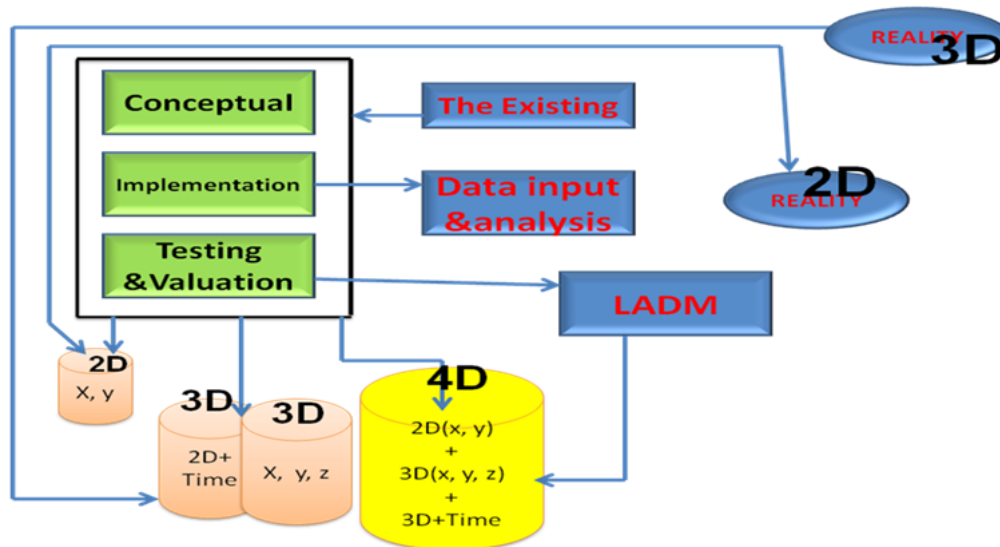 REALITY
3D
Conceptual
The Existing
Implementation
Data input
&analysis
2D
REALITY
Testing
&Valuation
LADM
2D
X, y
3D
2D+
Time
3D
X, y, z
4D
2D(x, y)
+
3D(x, y, z)
+
3D+Time